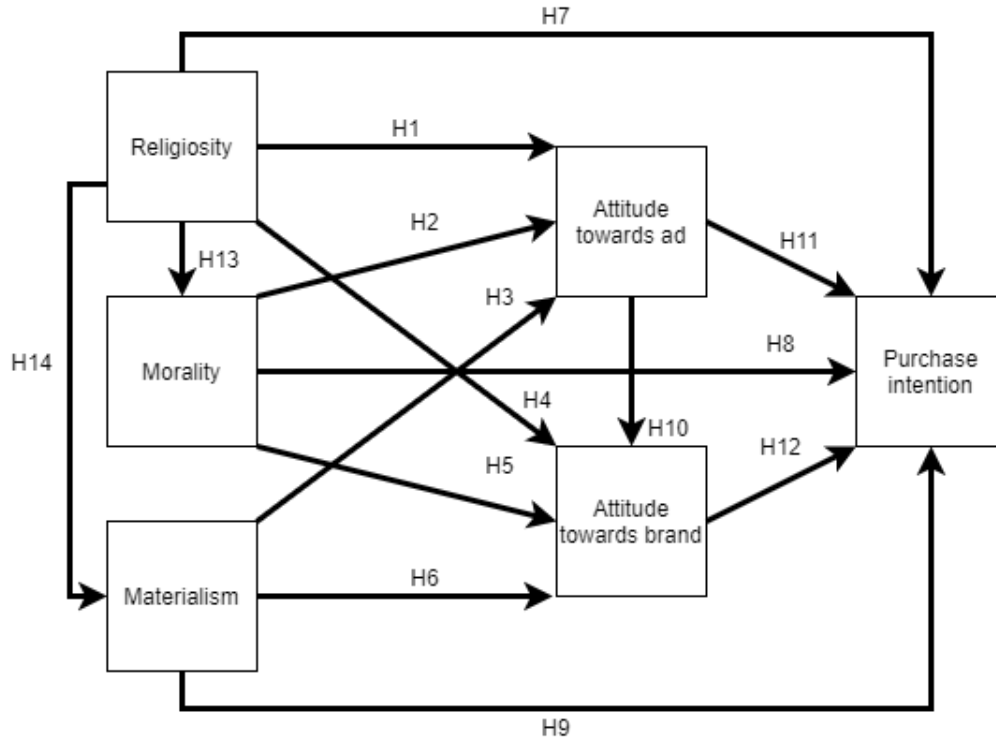 H7
Religiosity
H1
Attitude
towards ad
H2
H11
H13
H3
H14
Morality
H8
Purchase
intention
H4
H10
H5
H12
Attitude
towards brand
Materialism
H6
H9